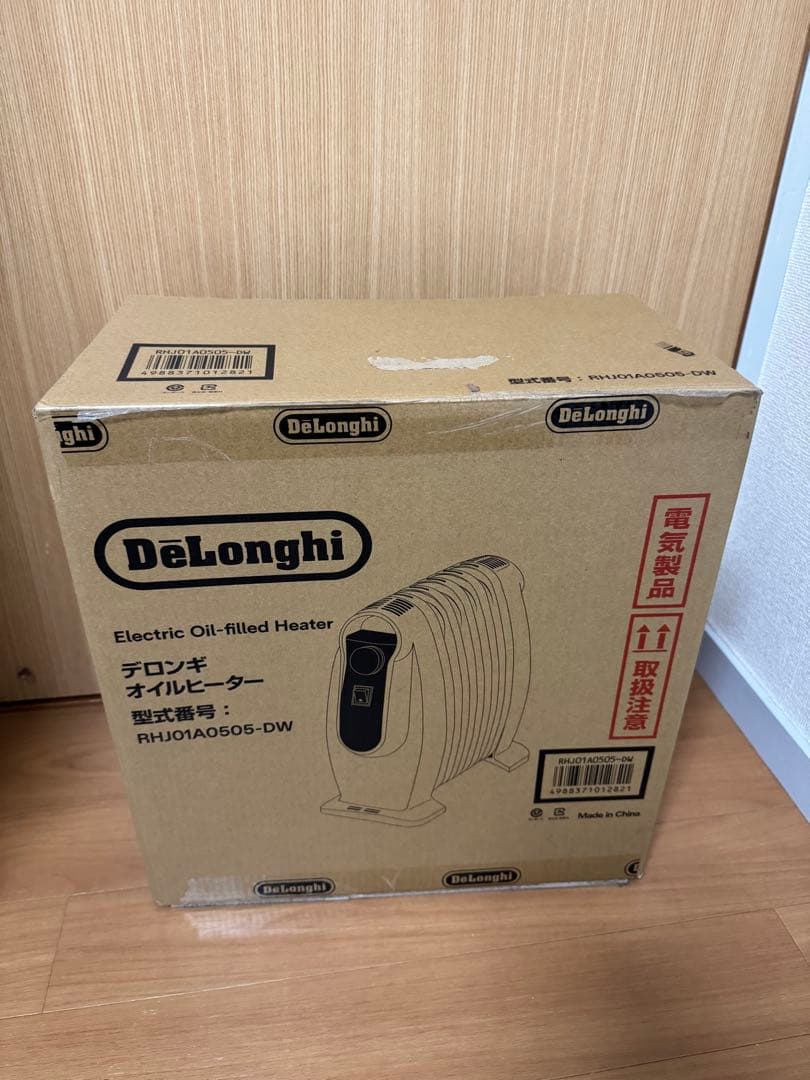 RHJ01A0505-DW
4988371012821
型式番号：RHJ01A0505-DW
nghi
DeLonghi
DeLonghi
DēLonghi
Electric Oil-filled Heater
デロンギ
オイルヒーター
型式番号：
RHJ01A0505-DW
電気製品
取扱注意
RHJ01A0505-DW
4988371012821
Made in China
DeLonghi
DeLonghi